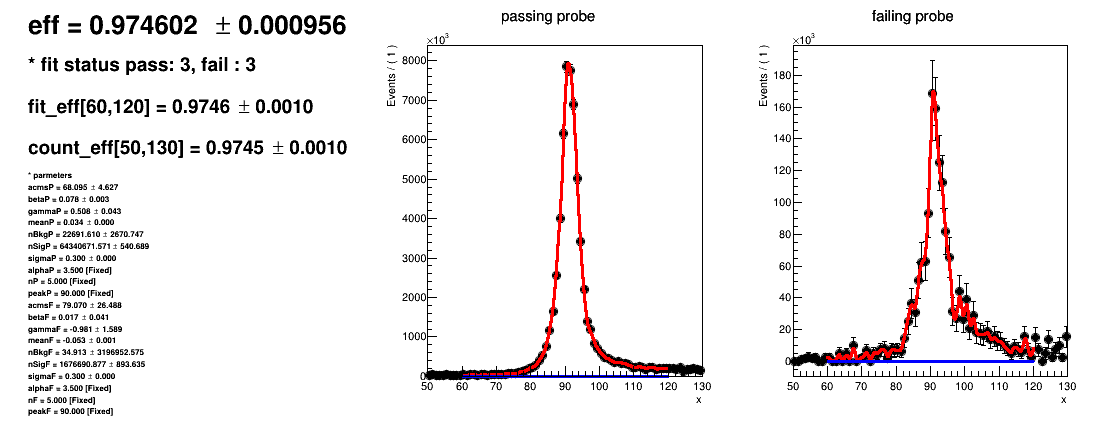 eff = 0.974602 ± 0.000956
* fit status pass: 3, fail : 3
fit_eff[60,120] = 0.9746 ± 0.0010
count_eff[50,130] = 0.9745 ± 0.0010
* parmeters
acmsP = 68.095 ± 4.627
betaP = 0.078 ± 0.003
gammaP = 0.508 ± 0.043
meanP = 0.034 ± 0.000
nBkgP = 22691.610 ± 2670.747
nSigP = 64340671.571 ± 540.689
sigmaP = 0.300 ± 0.000
alphaP = 3.500 [Fixed]
nP = 5.000 [Fixed]
peakP = 90.000 [Fixed]
acmsF = 79.070 ± 26.488
betaF = 0.017 ± 0.041
gammaF = -0.981 ± 1.589
meanF = -0.053 ± 0.001
nBkgF = 34.913 ± 3196952.575
nSigF = 1676690.877 ± 893.635
sigmaF = 0.300 ± 0.000
alphaF = 3.500 [Fixed]
nF = 5.000 [Fixed]
peakF = 90.000 [Fixed]
passing probe
×10³
Events / ( 1 )
8000
7000
6000
5000
4000
3000
2000
1000
0
50 60 70 80 90 100 110 120 130
x
failing probe
×10³
Events / ( 1 )
180
160
140
120
100
80
60
40
20
0
50 60 70 80 90 100 110 120 130
x